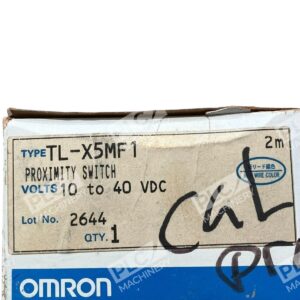 TYPE TL-X5MF1 2m
PROXIMITY SWITCH
VOLTS 10 to 40 VDC
WIRE COLOR
Lot No. 2644
QTY. 1
OMRON